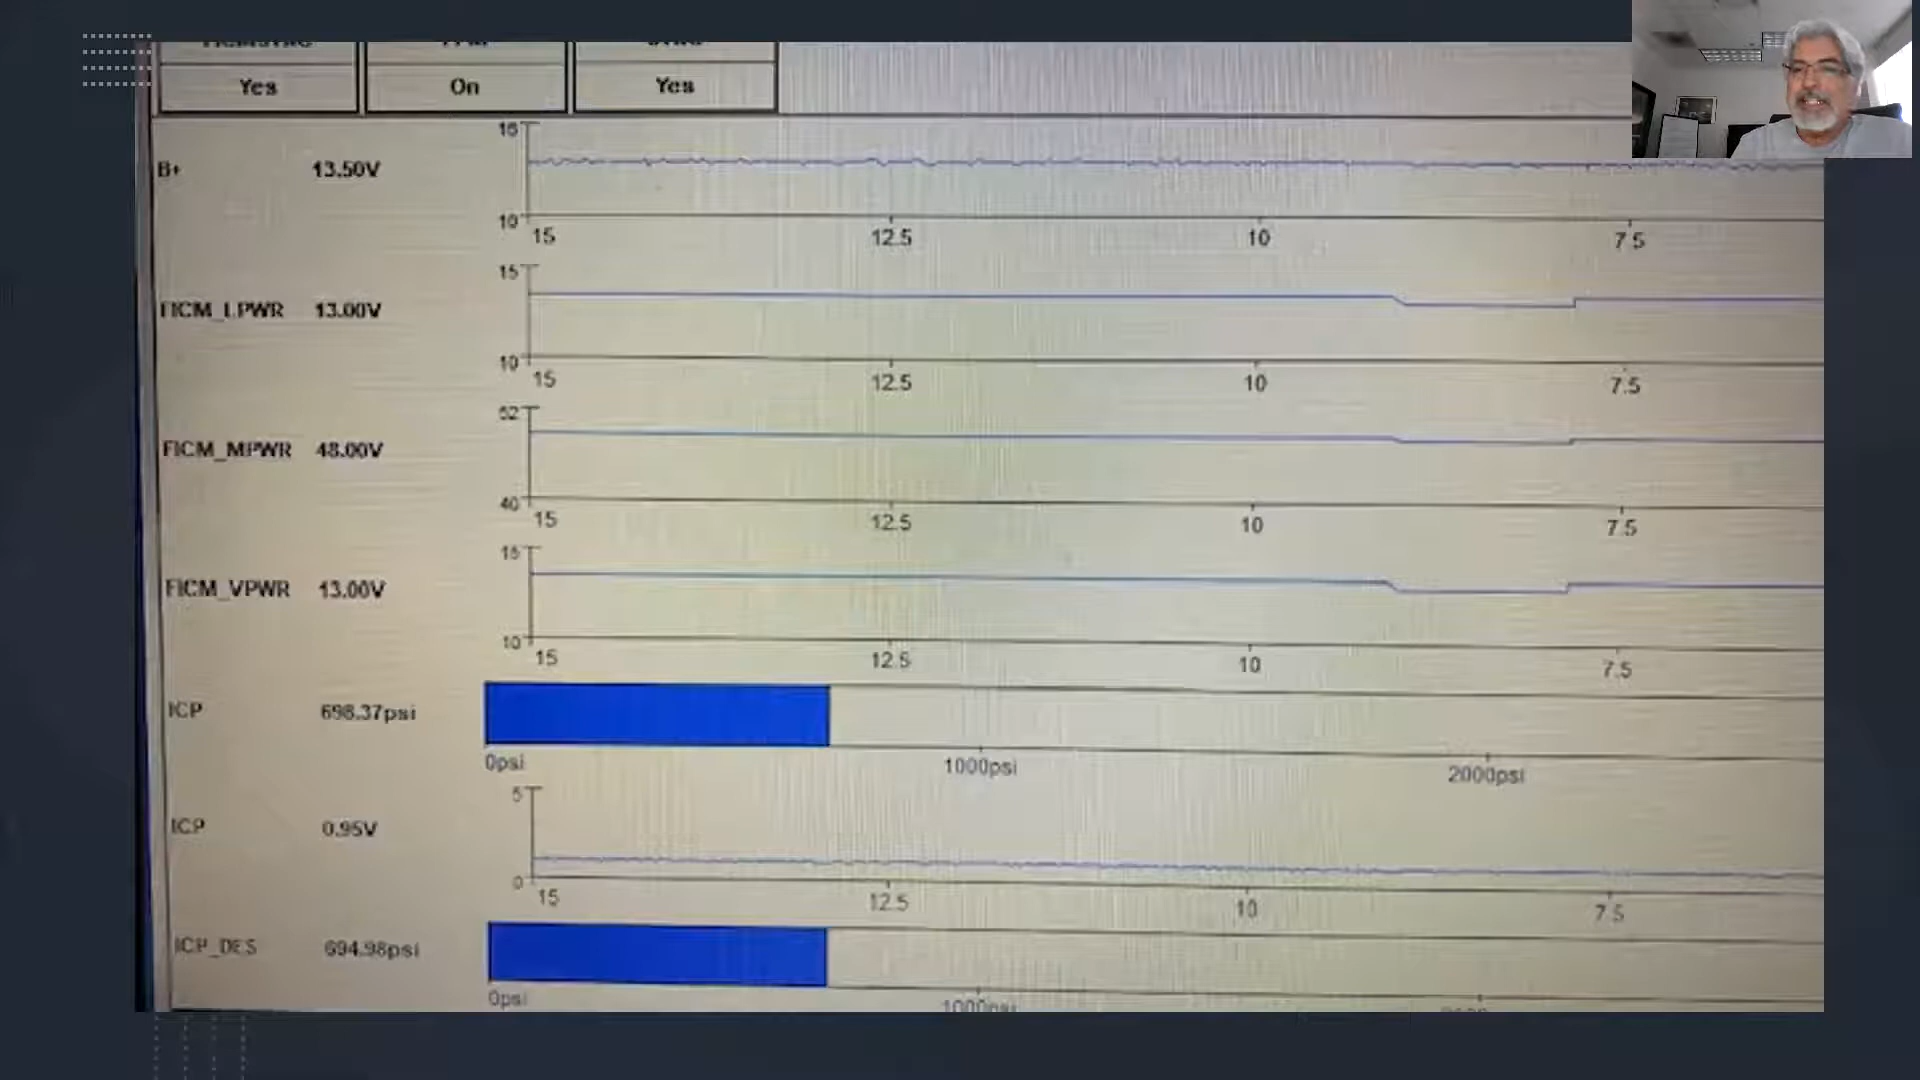 Yes On Yes
16
B+ 13.50V
10
15 12.5 10 7.5
15
FICM_LPWR 13.00V
10
15 12.5 10 7.5
52
FICM_MPWR 48.00V
40
15 12.5 10 7.5
15
FICM_VPWR 13.00V
10
15 12.5 10 7.5
ICP 698.37psi
0psi 1000psi 2000psi
5
ICP 0.95V
0
15 12.5 10 7.5
ICP_DES 694.98psi
0psi 1000psi